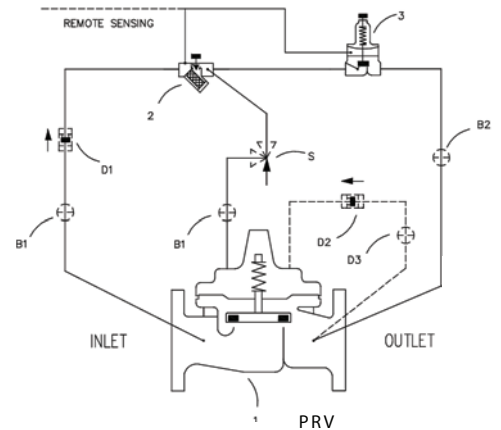 REMOTE SENSING
3
2
B2
D1
S
B1
B1
D2
D3
INLET
OUTLET
1
PRV